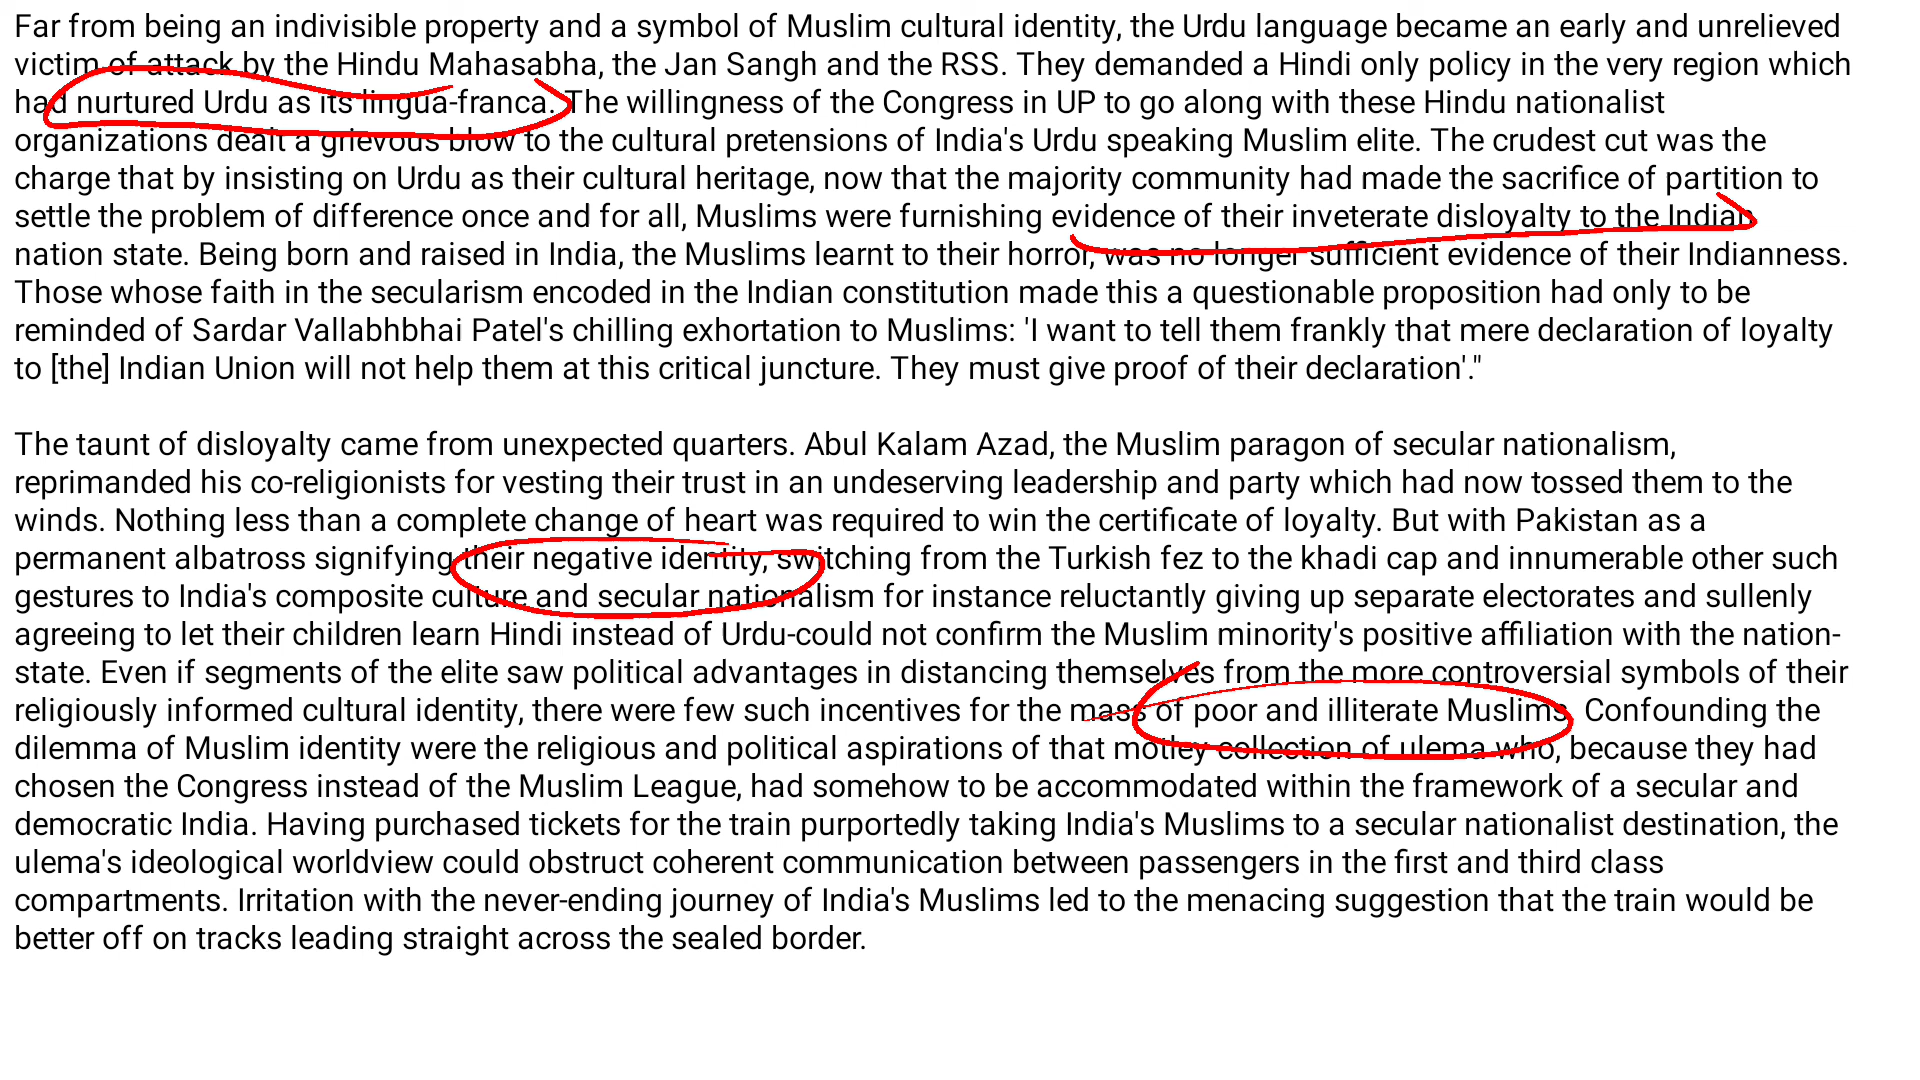 Far from being an indivisible property and a symbol of Muslim cultural identity, the Urdu language became an early and unrelieved
victim of attack by the Hindu Mahasabha, the Jan Sangh and the RSS. They demanded a Hindi only policy in the very region which
had nurtured Urdu as its lingua-franca. The willingness of the Congress in UP to go along with these Hindu nationalist
organizations dealt a grievous blow to the cultural pretensions of India's Urdu speaking Muslim elite. The crudest cut was the
charge that by insisting on Urdu as their cultural heritage, now that the majority community had made the sacrifice of partition to
settle the problem of difference once and for all, Muslims were furnishing evidence of their inveterate disloyalty to the Indian
nation state. Being born and raised in India, the Muslims learnt to their horror, was no longer sufficient evidence of their Indianness.
Those whose faith in the secularism encoded in the Indian constitution made this a questionable proposition had only to be
reminded of Sardar Vallabhbhai Patel's chilling exhortation to Muslims: 'I want to tell them frankly that mere declaration of loyalty
to [the] Indian Union will not help them at this critical juncture. They must give proof of their declaration'."
The taunt of disloyalty came from unexpected quarters. Abul Kalam Azad, the Muslim paragon of secular nationalism,
reprimanded his co-religionists for vesting their trust in an undeserving leadership and party which had now tossed them to the
winds. Nothing less than a complete change of heart was required to win the certificate of loyalty. But with Pakistan as a
permanent albatross signifying their negative identity, switching from the Turkish fez to the khadi cap and innumerable other such
gestures to India's composite culture and secular nationalism for instance reluctantly giving up separate electorates and sullenly
agreeing to let their children learn Hindi instead of Urdu-could not confirm the Muslim minority's positive affiliation with the nation-
state. Even if segments of the elite saw political advantages in distancing themselves from the more controversial symbols of their
religiously informed cultural identity, there were few such incentives for the mass of poor and illiterate Muslims. Confounding the
dilemma of Muslim identity were the religious and political aspirations of that motley collection of ulema who, because they had
chosen the Congress instead of the Muslim League, had somehow to be accommodated within the framework of a secular and
democratic India. Having purchased tickets for the train purportedly taking India's Muslims to a secular nationalist destination, the
ulema's ideological worldview could obstruct coherent communication between passengers in the first and third class
compartments. Irritation with the never-ending journey of India's Muslims led to the menacing suggestion that the train would be
better off on tracks leading straight across the sealed border.